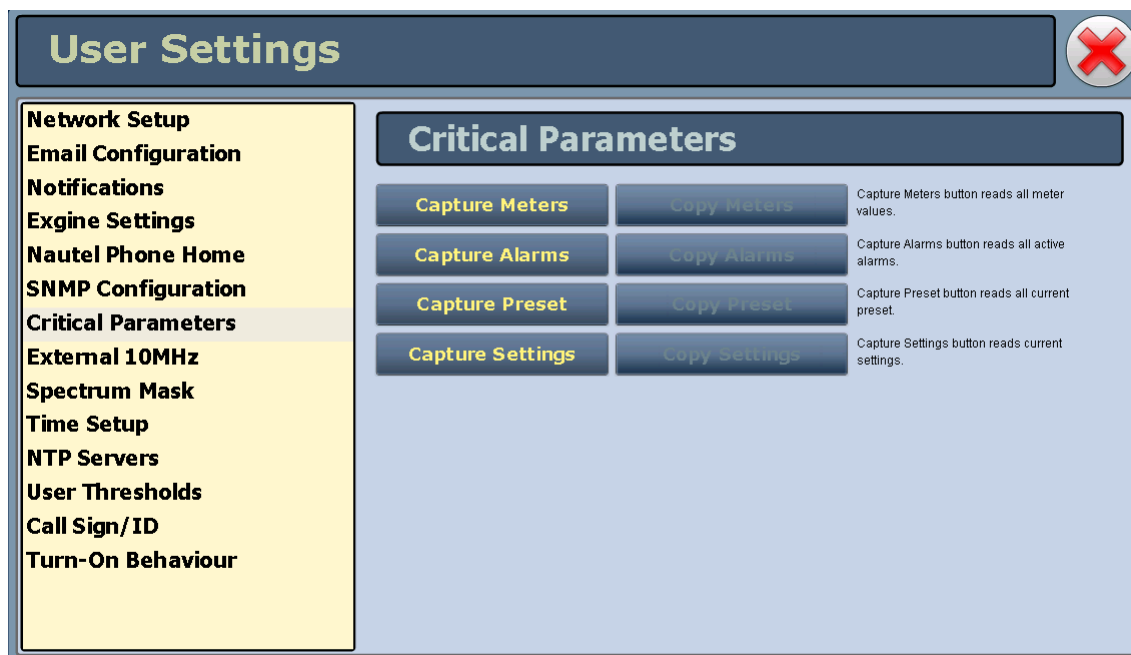 User Settings
Network Setup
Email Configuration
Notifications
Exgine Settings
Nautel Phone Home
SNMP Configuration
Critical Parameters
External 10MHz
Spectrum Mask
Time Setup
NTP Servers
User Thresholds
Call Sign/ID
Turn-On Behaviour
Critical Parameters
Capture Meters
Copy Meters
Capture Meters button reads all meter
values.
Capture Alarms
Copy Alarms
Capture Alarms button reads all active
alarms.
Capture Preset
Copy Preset
Capture Preset button reads all current
preset.
Capture Settings
Copy Settings
Capture Settings button reads current
settings.